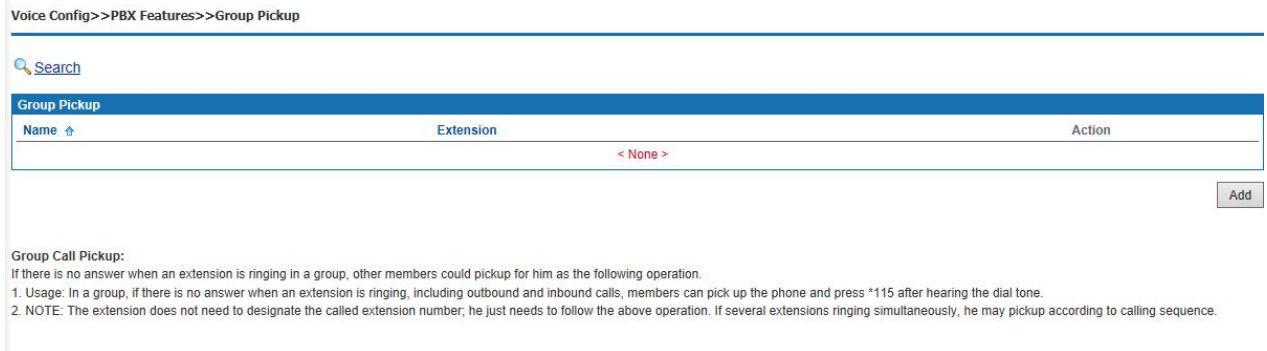 Voice Config>>PBX Features>>Group Pickup
Search
Group Pickup
Name Extension Action
< None >
Add
Group Call Pickup:
If there is no answer when an extension is ringing in a group, other members could pickup for him as the following operation.
1. Usage: In a group, if there is no answer when an extension is ringing, including outbound and inbound calls, members can pick up the phone and press *115 after hearing the dial tone.
2. NOTE: The extension does not need to designate the called extension number; he just needs to follow the above operation. If several extensions ringing simultaneously, he may pickup according to calling sequence.